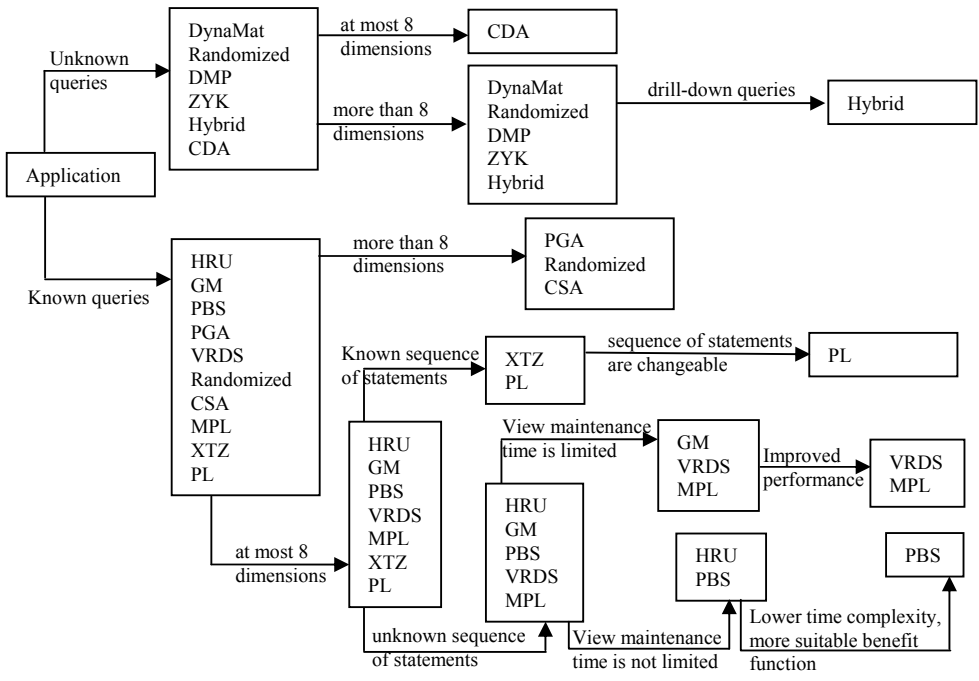 Application
Unknown
queries
DynaMat
Randomized
DMP
ZYK
Hybrid
CDA
at most 8
dimensions
CDA
more than 8
dimensions
DynaMat
Randomized
DMP
ZYK
Hybrid
drill-down queries
Hybrid
Known queries
HRU
GM
PBS
PGA
VRDS
Randomized
CSA
MPL
XTZ
PL
more than 8
dimensions
PGA
Randomized
CSA
at most 8
dimensions
HRU
GM
PBS
VRDS
MPL
XTZ
PL
Known sequence
of statements
XTZ
PL
sequence of statements
are changeable
PL
unknown sequence
of statements
HRU
GM
PBS
VRDS
MPL
View maintenance
time is limited
GM
VRDS
MPL
Improved
performance
VRDS
MPL
View maintenance
time is not limited
HRU
PBS
Lower time complexity,
more suitable benefit
function
PBS